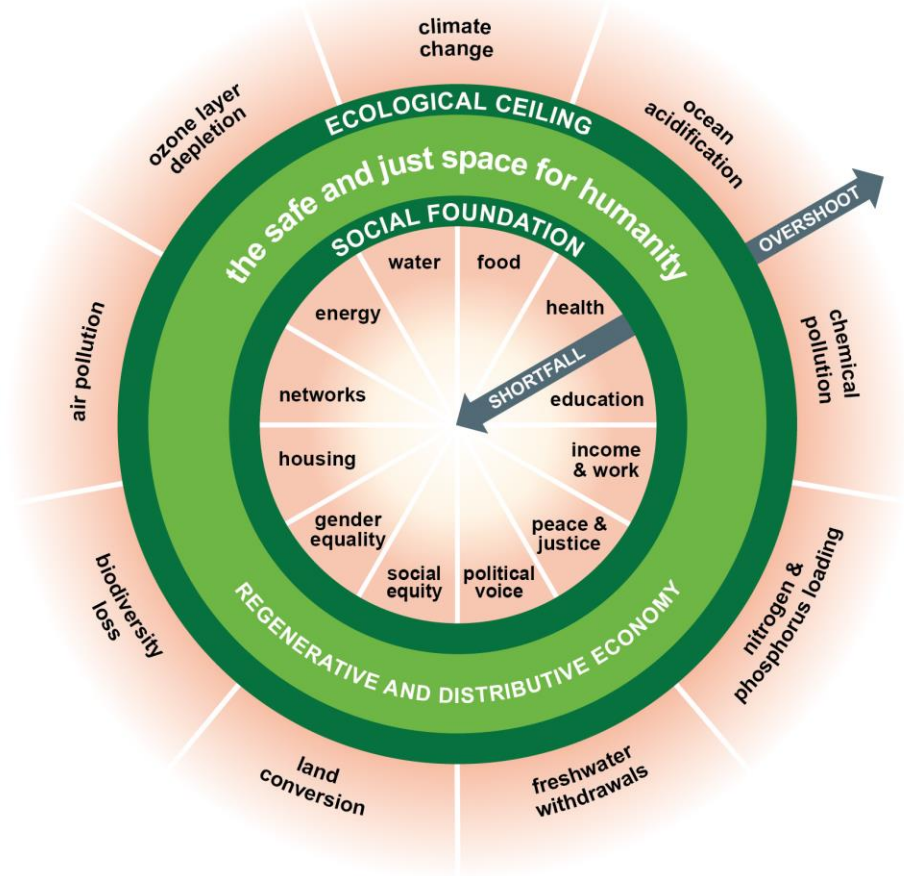 climate
change
ozone layer
depletion
ocean
acidification
ECOLOGICAL CEILING
the safe and just space for humanity
OVERSHOOT
SOCIAL FOUNDATION
water
food
energy
health
SHORTFALL
air pollution
chemical
pollution
networks
education
housing
income
& work
gender
equality
peace &
justice
social
equity
political
voice
biodiversity
loss
nitrogen &
phosphorus loading
REGENERATIVE AND DISTRIBUTIVE ECONOMY
land
conversion
freshwater
withdrawals